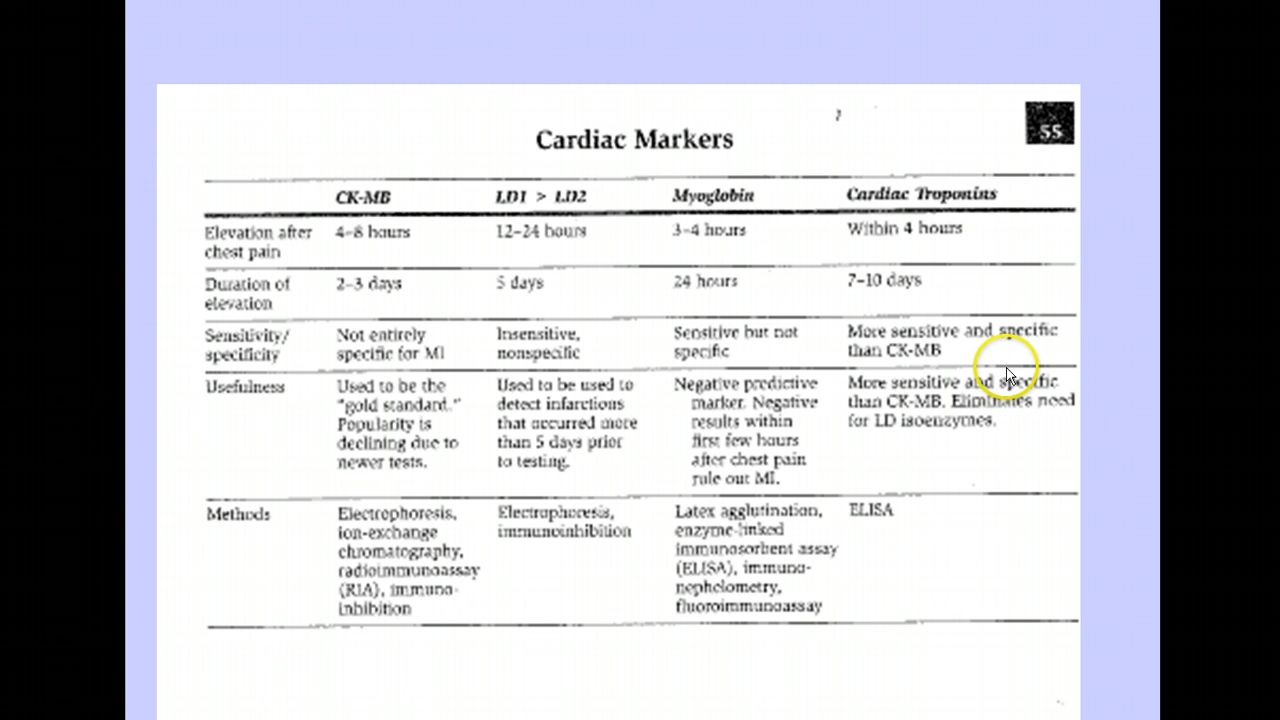 55
Cardiac Markers
CK-MB LD1 > LD2 Myoglobin Cardiac Troponins
Elevation after 4–8 hours 12–24 hours 3–4 hours Within 4 hours
chest pain
Duration of 2–3 days 5 days 24 hours 7–10 days
elevation
Sensitivity/ Not entirely Insensitive, Sensitive but not More sensitive and specific
specificity specific for MI nonspecific specific than CK-MB
Usefulness Used to be the Used to be used to Negative predictive More sensitive and specific
"gold standard." detect infarctions marker. Negative than CK-MB. Eliminates need
Popularity is that occurred more results within for LD isoenzymes.
declining due to than 5 days prior first few hours
newer tests. to testing. after chest pain
rule out MI.
Methods Electrophoresis, Electrophoresis, Latex agglutination, ELISA
ion-exchange immunoinhibition enzyme-linked
chromatography, immunosorbent assay
radioimmunoassay (ELISA), immuno-
(RIA), immuno- nephelometry,
inhibition fluoroimmunoassay